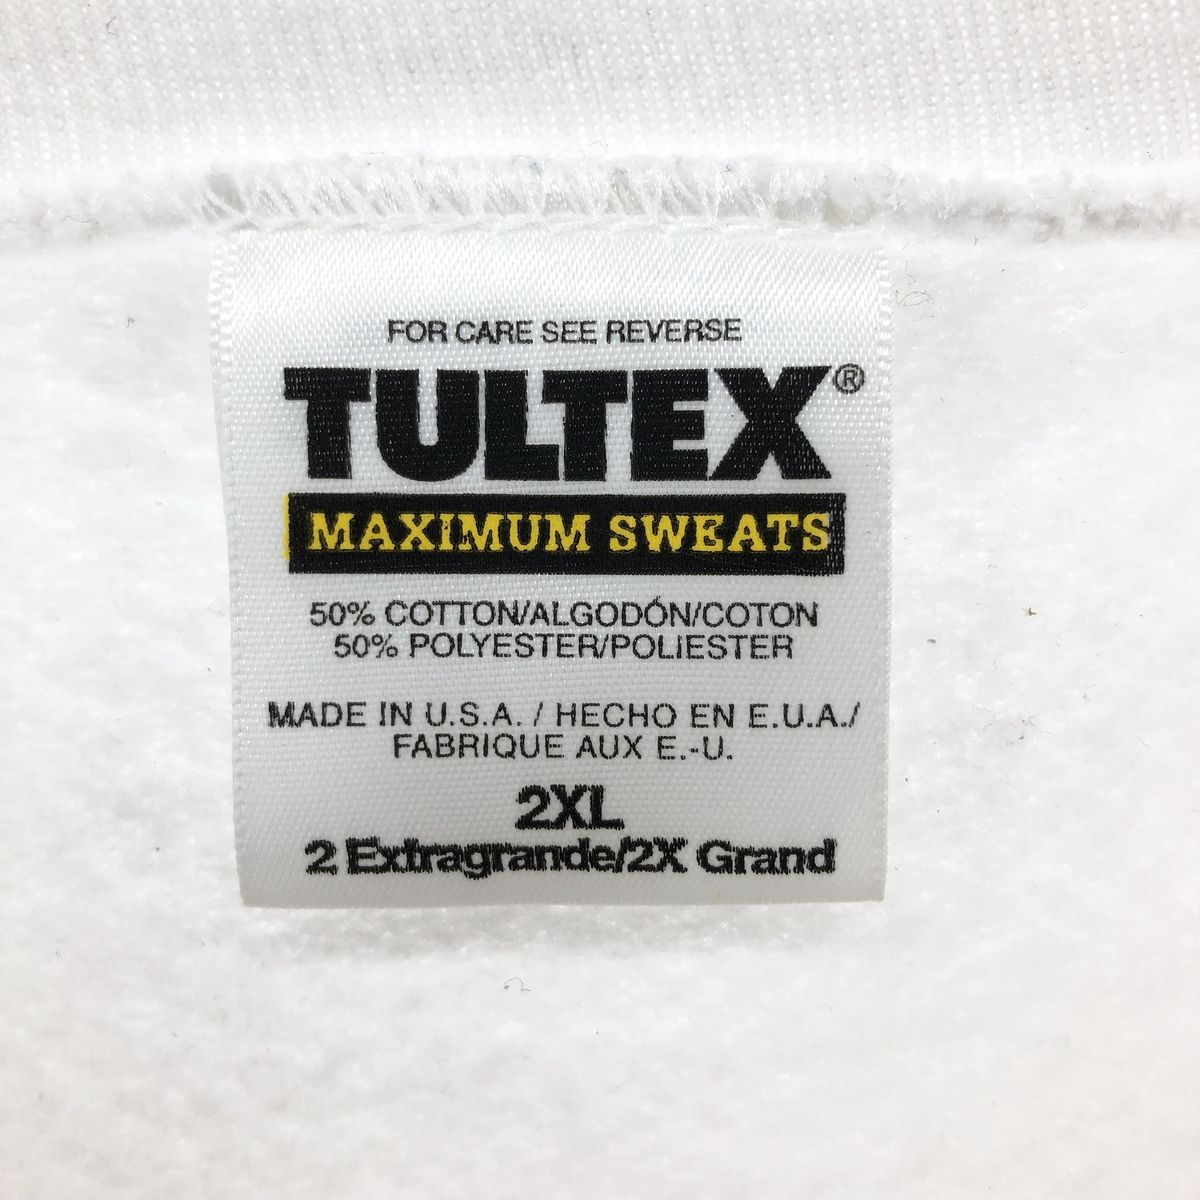 FOR CARE SEE REVERSE
TULTEX®
MAXIMUM SWEATS
50% COTTON/ALGODÓN/COTON
50% POLYESTER/POLIESTER
MADE IN U.S.A. / HECHO EN E.U.A./
FABRIQUE AUX E.-U.
2XL
2 Extragrande/2X Grand